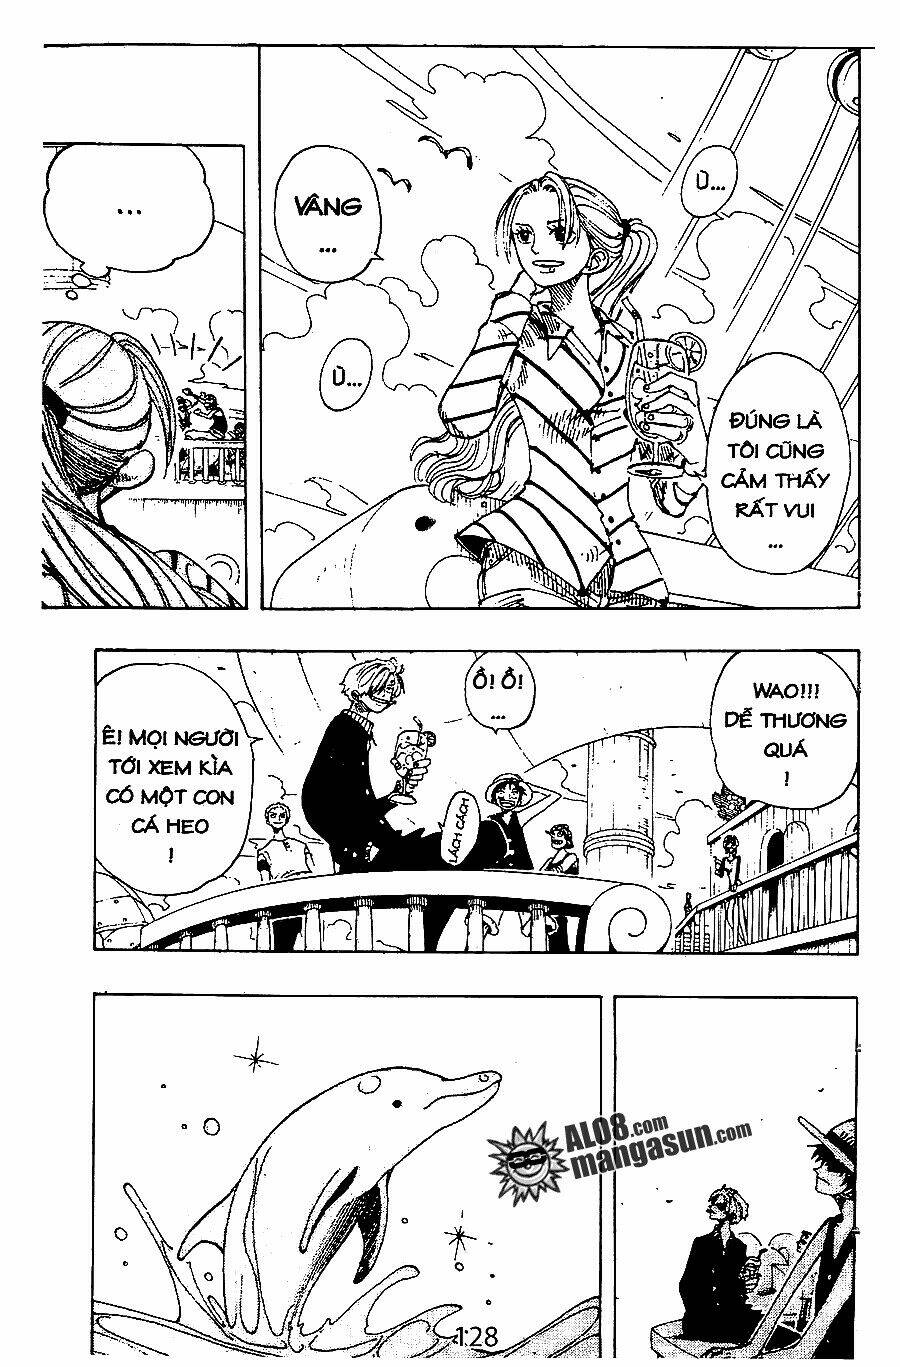 Ừ...
VÂNG
...
Ừ...
ĐÚNG LÀ
TÔI CŨNG
CẢM THẤY
RẤT VUI
...
...
WAO!!!
DỄ THƯƠNG
QUÁ
!
Ồ! Ồ!
...
LÁCH CÁCH
Ê! MỌI NGƯỜI
TỚI XEM KÌA
CÓ MỘT CON
CÁ HEO
!
AL08.com
mangasun.com
128